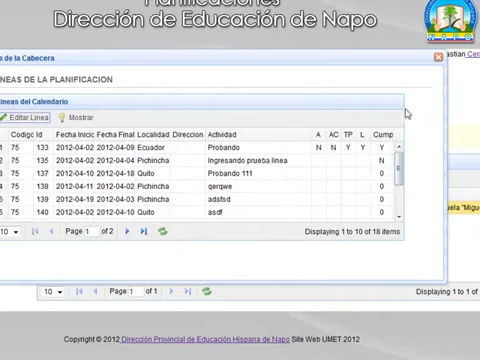 Planificaciones
Dirección de Educación de Napo
NAPO
s de la Cabecera
astian Cer
NEAS DE LA PLANIFICACION
ineas del Calendario
Editar Linea Mostrar
Codigo Id Fecha Inicio Fecha Final Localidad Direccion Actividad A AC TP L Cump
1 75 133 2012-04-02 2012-04-09 Ecuador Probando N N Y Y Y
2 75 135 2012-04-02 2012-04-04 Pichincha Ingresando prueba linea N
3 75 137 2012-04-10 2012-04-18 Quito Probando 111 0
4 75 138 2012-04-11 2012-04-02 Pichincha qerqwe 0
5 75 139 2012-04-19 2012-04-03 Pichincha adsfsd 0
6 75 140 2012-04-02 2012-04-10 Quito asdf 0
uela "Migu
10 Page 1 of 2 Displaying 1 to 10 of 18 items
10 Page 1 of 1 Displaying 1 to 1 of
Copyright © 2012 Dirección Provincial de Educación Hispana de Napo Site Web UMET 2012